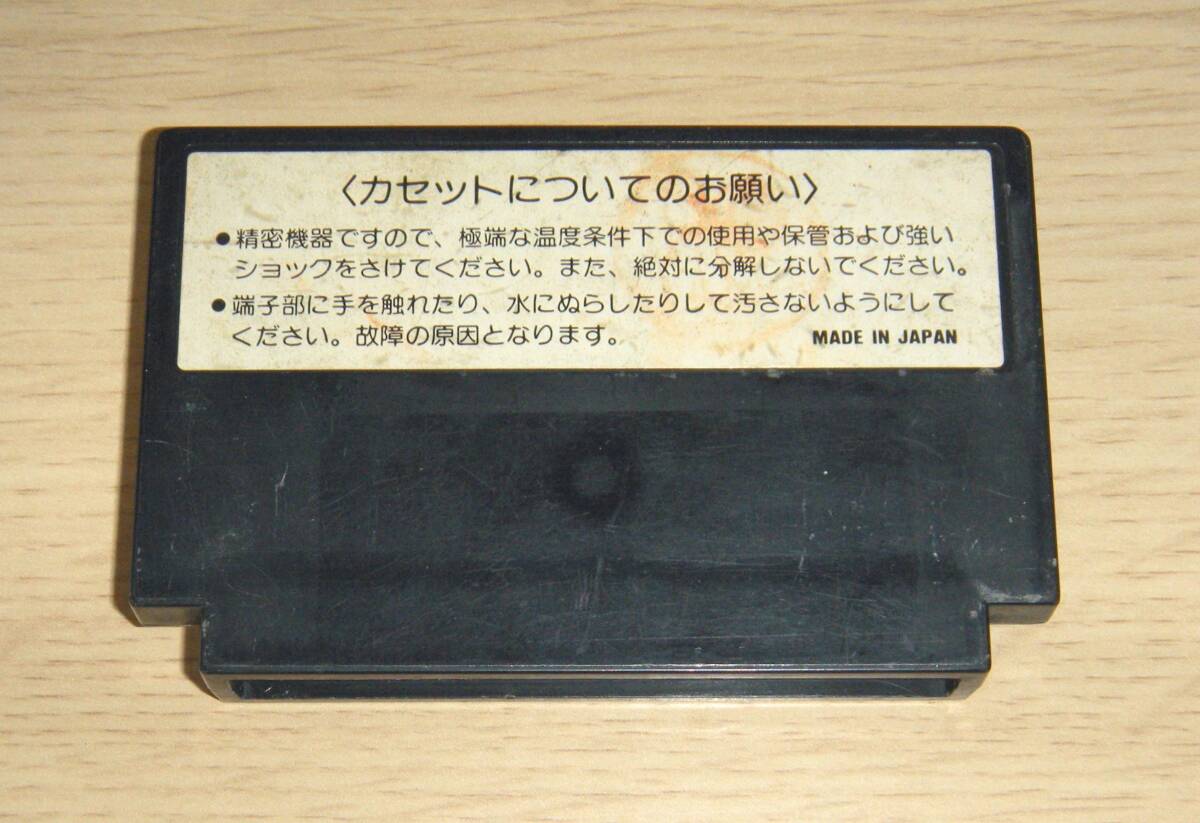 〈カセットについてのお願い〉
●精密機器ですので、極端な温度条件下での使用や保管および強い
ショックをさけてください。また、絶対に分解しないでください。
●端子部に手を触れたり、水にぬらしたりして汚さないようにして
ください。故障の原因となります。
MADE IN JAPAN